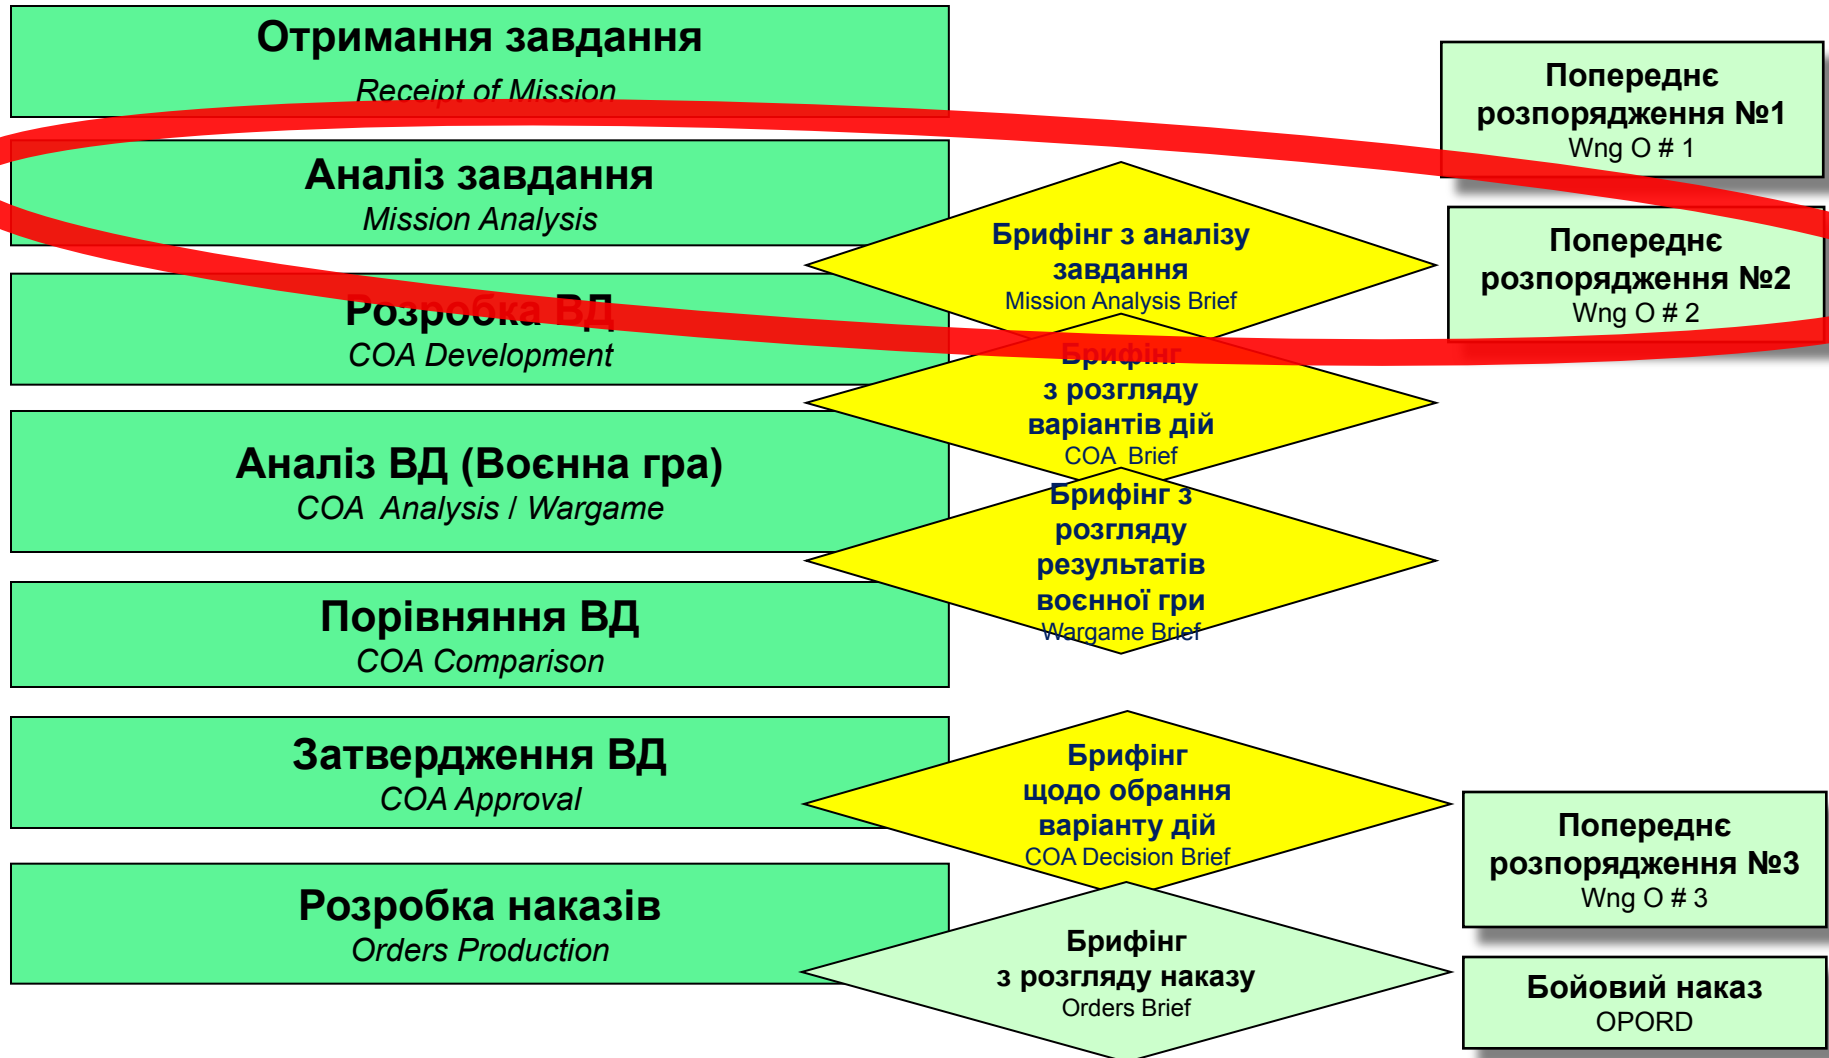 Отримання завдання
Receipt of Mission
Аналіз завдання
Mission Analysis
Розробка ВД
COA Development
Аналіз ВД (Воєнна гра)
COA Analysis / Wargame
Порівняння ВД
COA Comparison
Затвердження ВД
COA Approval
Розробка наказів
Orders Production
Брифінг з аналізу
завдання
Mission Analysis Brief
Брифінг
з розгляду
варіантів дій
COA Brief
Брифінг з
розгляду
результатів
воєнної гри
Wargame Brief
Брифінг
щодо обрання
варіанту дій
COA Decision Brief
Брифінг
з розгляду наказу
Orders Brief
Попереднє
розпорядження №1
Wng O # 1
Попереднє
розпорядження №2
Wng O # 2
Попереднє
розпорядження №3
Wng O # 3
Бойовий наказ
OPORD